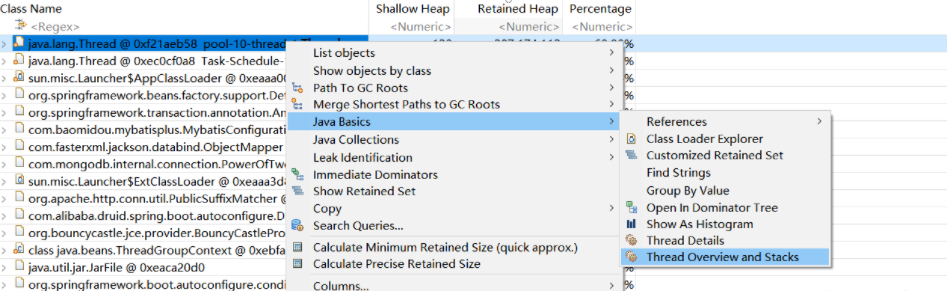 Class Name Shallow Heap Retained Heap Percentage
<Regex> <Numeric> <Numeric> <Numeric>
java.lang.Thread @ 0xf21aeb58 pool-10-thread
java.lang.Thread @ 0xec0cf0a8 Task-Schedule- %
sun.misc.Launcher$AppClassLoader @ 0xeaaa00 %
org.springframework.beans.factory.support.De %
org.springframework.transaction.annotation.An %
com.baomidou.mybatisplus.MybatisConfigurati
com.fasterxml.jackson.databind.ObjectMapper
com.mongodb.internal.connection.PowerOfTw
sun.misc.Launcher$ExtClassLoader @ 0xeaaa3d
org.apache.http.conn.util.PublicSuffixMatcher @
com.alibaba.druid.spring.boot.autoconfigure.D
org.bouncycastle.jce.provider.BouncyCastlePro
class java.beans.ThreadGroupContext @ 0xebfa
java.util.jar.JarFile @ 0xeaca20d0 %
org.springframework.boot.autoconfigure.condi %
List objects
Show objects by class
Path To GC Roots
Merge Shortest Paths to GC Roots
Java Basics
Java Collections
Leak Identification
Immediate Dominators
Show Retained Set
Copy
Search Queries...
Calculate Minimum Retained Size (quick approx.)
Calculate Precise Retained Size
Columns...
References
Class Loader Explorer
Customized Retained Set
Find Strings
Group By Value
Open In Dominator Tree
Show As Histogram
Thread Details
Thread Overview and Stacks